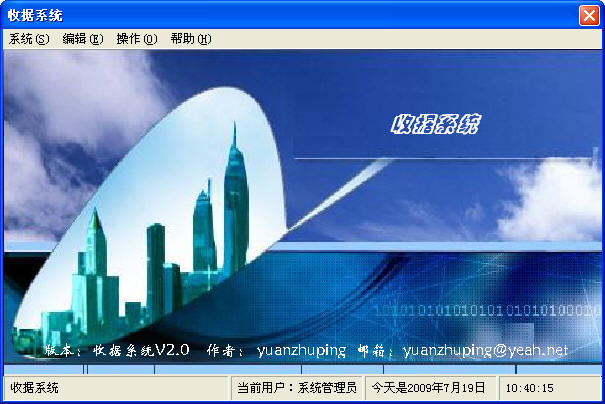 收据系统
系统(S) 编辑(E) 操作(O) 帮助(H)
收据系统
1010101010101010101010100010
版本：收据系统V2.0 作者：yuanzhuping 邮箱：yuanzhuping@yeah.net
收据系统 当前用户：系统管理员 今天是2009年7月19日 10:40:15